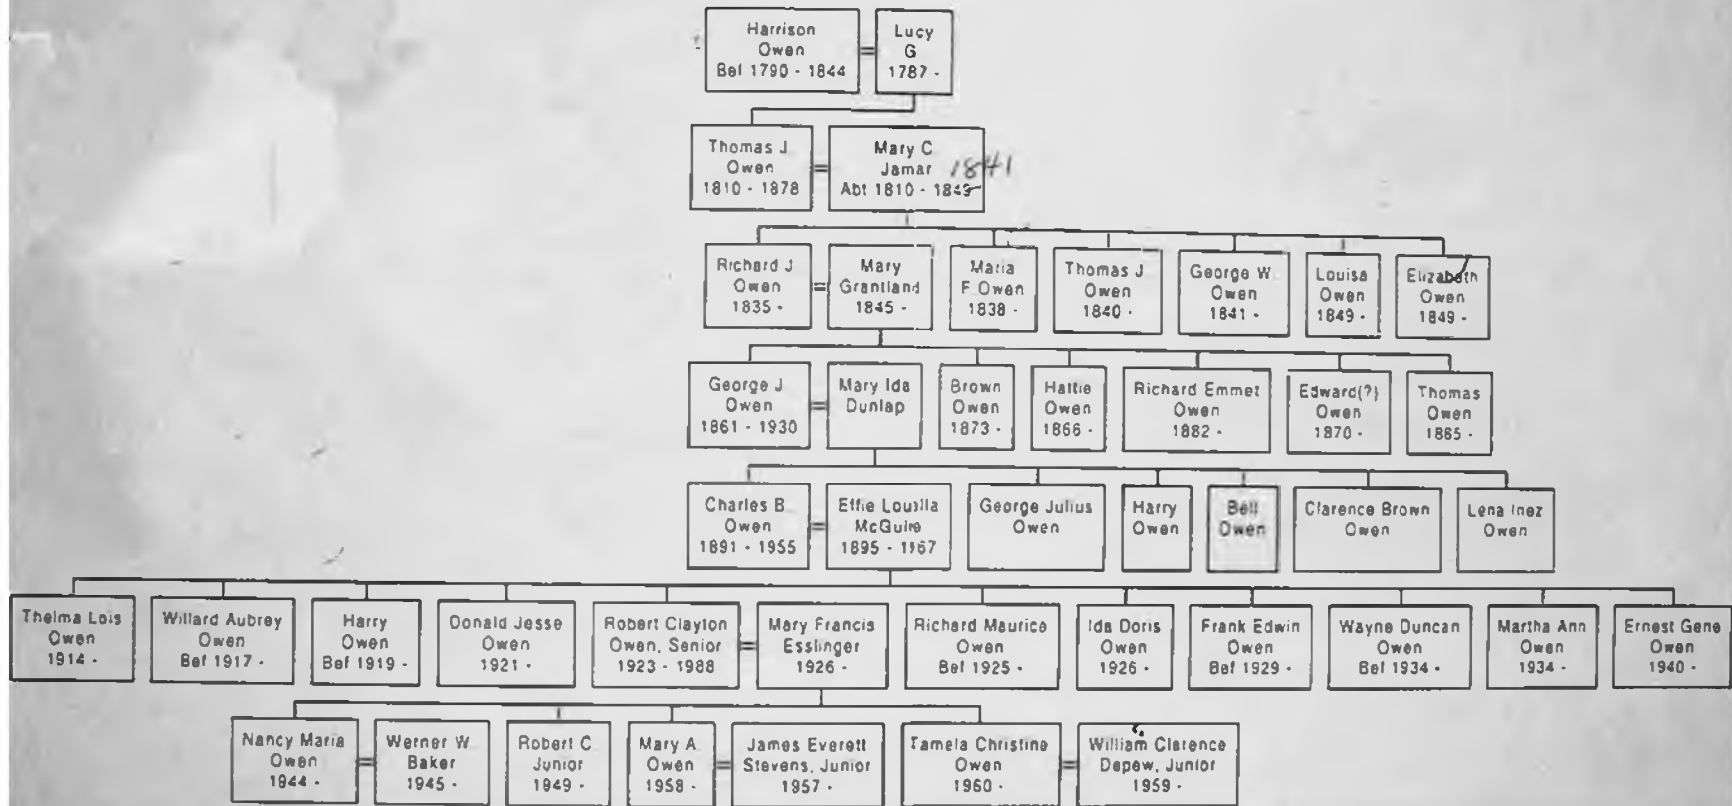 Harrison
Owen
Bef 1790 - 1844
Lucy
G
1787 -
Thomas J.
Owen
1810 - 1878
Mary C
Jamar
Abt 1810 - 1849
1841
Richard J.
Owen
1835 -
Mary
Grantland
1845 -
Maria
F. Owen
1838 -
Thomas J
Owen
1840 -
George W.
Owen
1841 -
Louisa
Owen
1849 -
Elizabeth
Owen
1849 -
George J.
Owen
1861 - 1930
Mary Ida
Dunlap
Brown
Owen
1873 -
Hattie
Owen
1866 -
Richard Emmet
Owen
1882 -
Edward(?)
Owen
1870 -
Thomas
Owen
1865 -
Charles B.
Owen
1891 - 1955
Effie Louella
McGuire
1895 - 1967
George Julius
Owen
Harry
Owen
Bell
Owen
Clarence Brown
Owen
Lena Inez
Owen
Thelma Lois
Owen
1914 -
Willard Aubrey
Owen
Bef 1917 -
Harry
Owen
Bef 1919 -
Donald Jesse
Owen
1921 -
Robert Clayton
Owen, Senior
1923 - 1988
Mary Francis
Esslinger
1926 -
Richard Maurice
Owen
Bef 1925 -
Ida Doris
Owen
1926 -
Frank Edwin
Owen
Bef 1929 -
Wayne Duncan
Owen
Bef 1934 -
Martha Ann
Owen
1934 -
Ernest Gene
Owen
1940 -
Nancy Maria
Owen
1944 -
Werner W.
Baker
1945 -
Robert C
Junior
1949 -
Mary A.
Owen
1958 -
James Everett
Stevens, Junior
1957 -
Tamela Christine
Owen
1960 -
William Clarence
Depew, Junior
1959 -